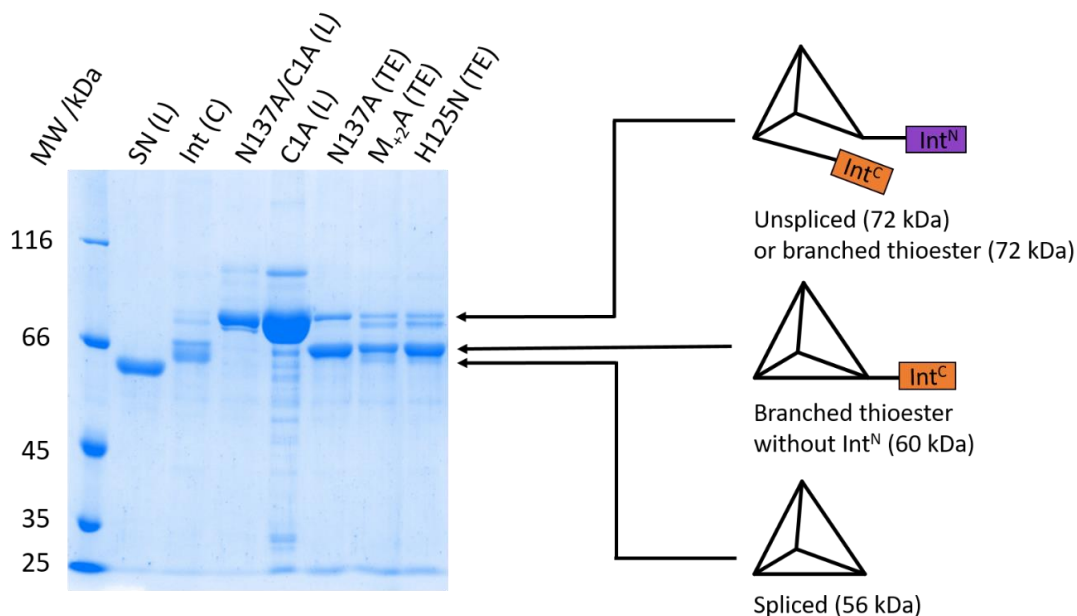 MW /kDa
SN (L)
Int (C)
N137A/C1A (L)
C1A (L)
N137A (TE)
M+2A (TE)
H125N (TE)
116
66
45
35
25
IntN
IntC
Unspliced (72 kDa)
or branched thioester (72 kDa)
IntC
Branched thioester
without IntN (60 kDa)
Spliced (56 kDa)